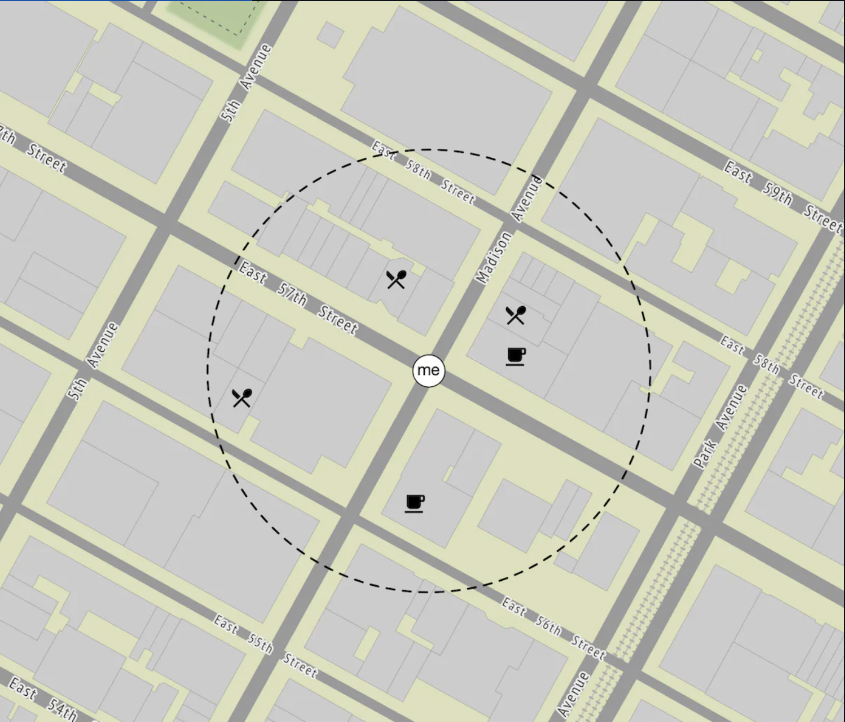 5th Avenue
7th Street
East 58th Street
East 59th Street
Madison Avenue
East 57th Street
5th Avenue
me
East 58th Street
Park Avenue
East 55th Street
East 56th Street
East 54th
Avenue